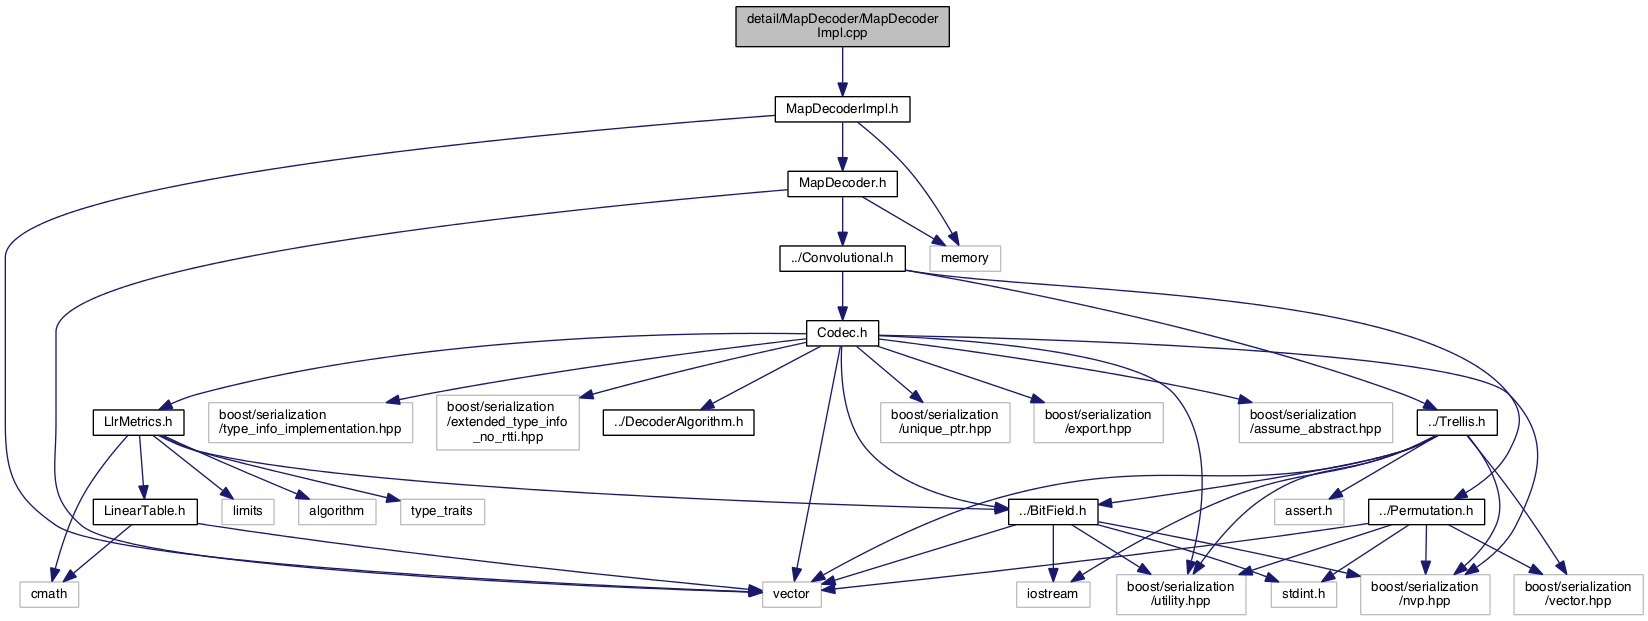 detail/MapDecoder/MapDecoder
Impl.cpp
MapDecoderImpl.h
MapDecoder.h
../Convolutional.h
memory
Codec.h
LlrMetrics.h
boost/serialization
/type_info_implementation.hpp
boost/serialization
/extended_type_info
_no_rtti.hpp
../DecoderAlgorithm.h
boost/serialization
/unique_ptr.hpp
boost/serialization
/export.hpp
boost/serialization
/assume_abstract.hpp
../Trellis.h
LinearTable.h
limits
algorithm
type_traits
../BitField.h
assert.h
../Permutation.h
cmath
vector
iostream
boost/serialization
/utility.hpp
stdint.h
boost/serialization
/nvp.hpp
boost/serialization
/vector.hpp